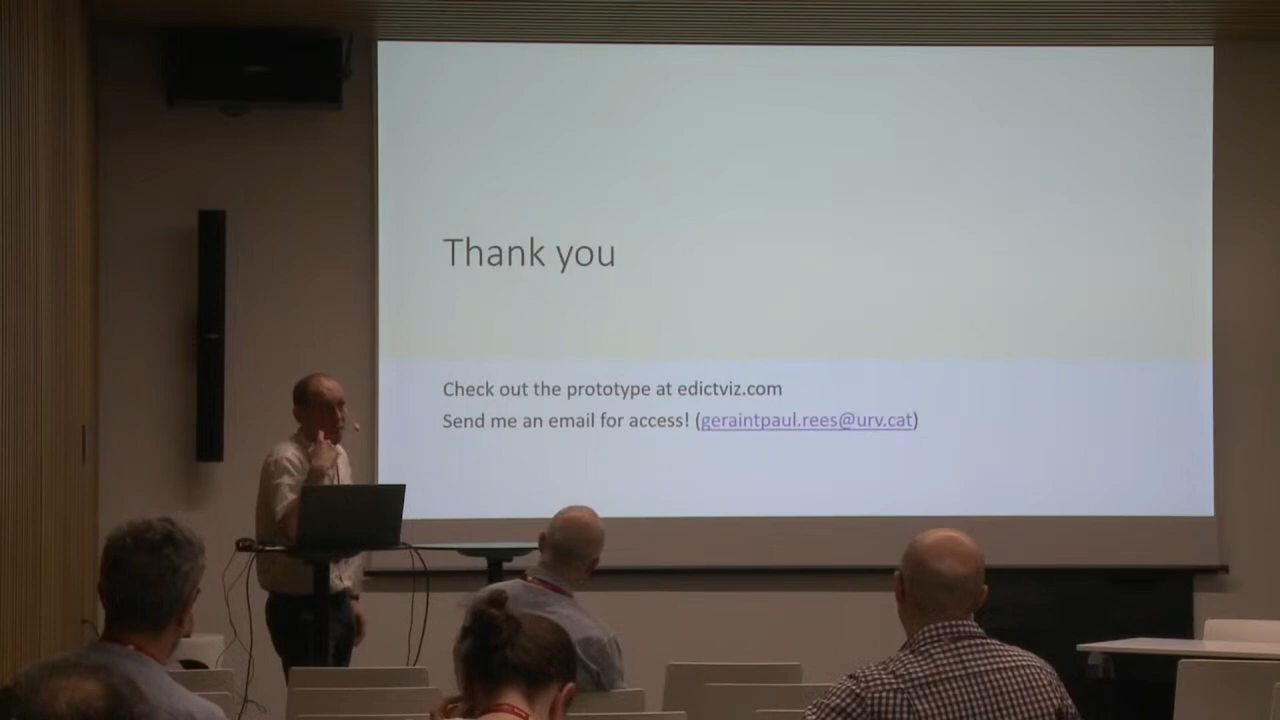 Thank you
Check out the prototype at edictviz.com
Send me an email for access! (geraintpaul.rees@urv.cat)